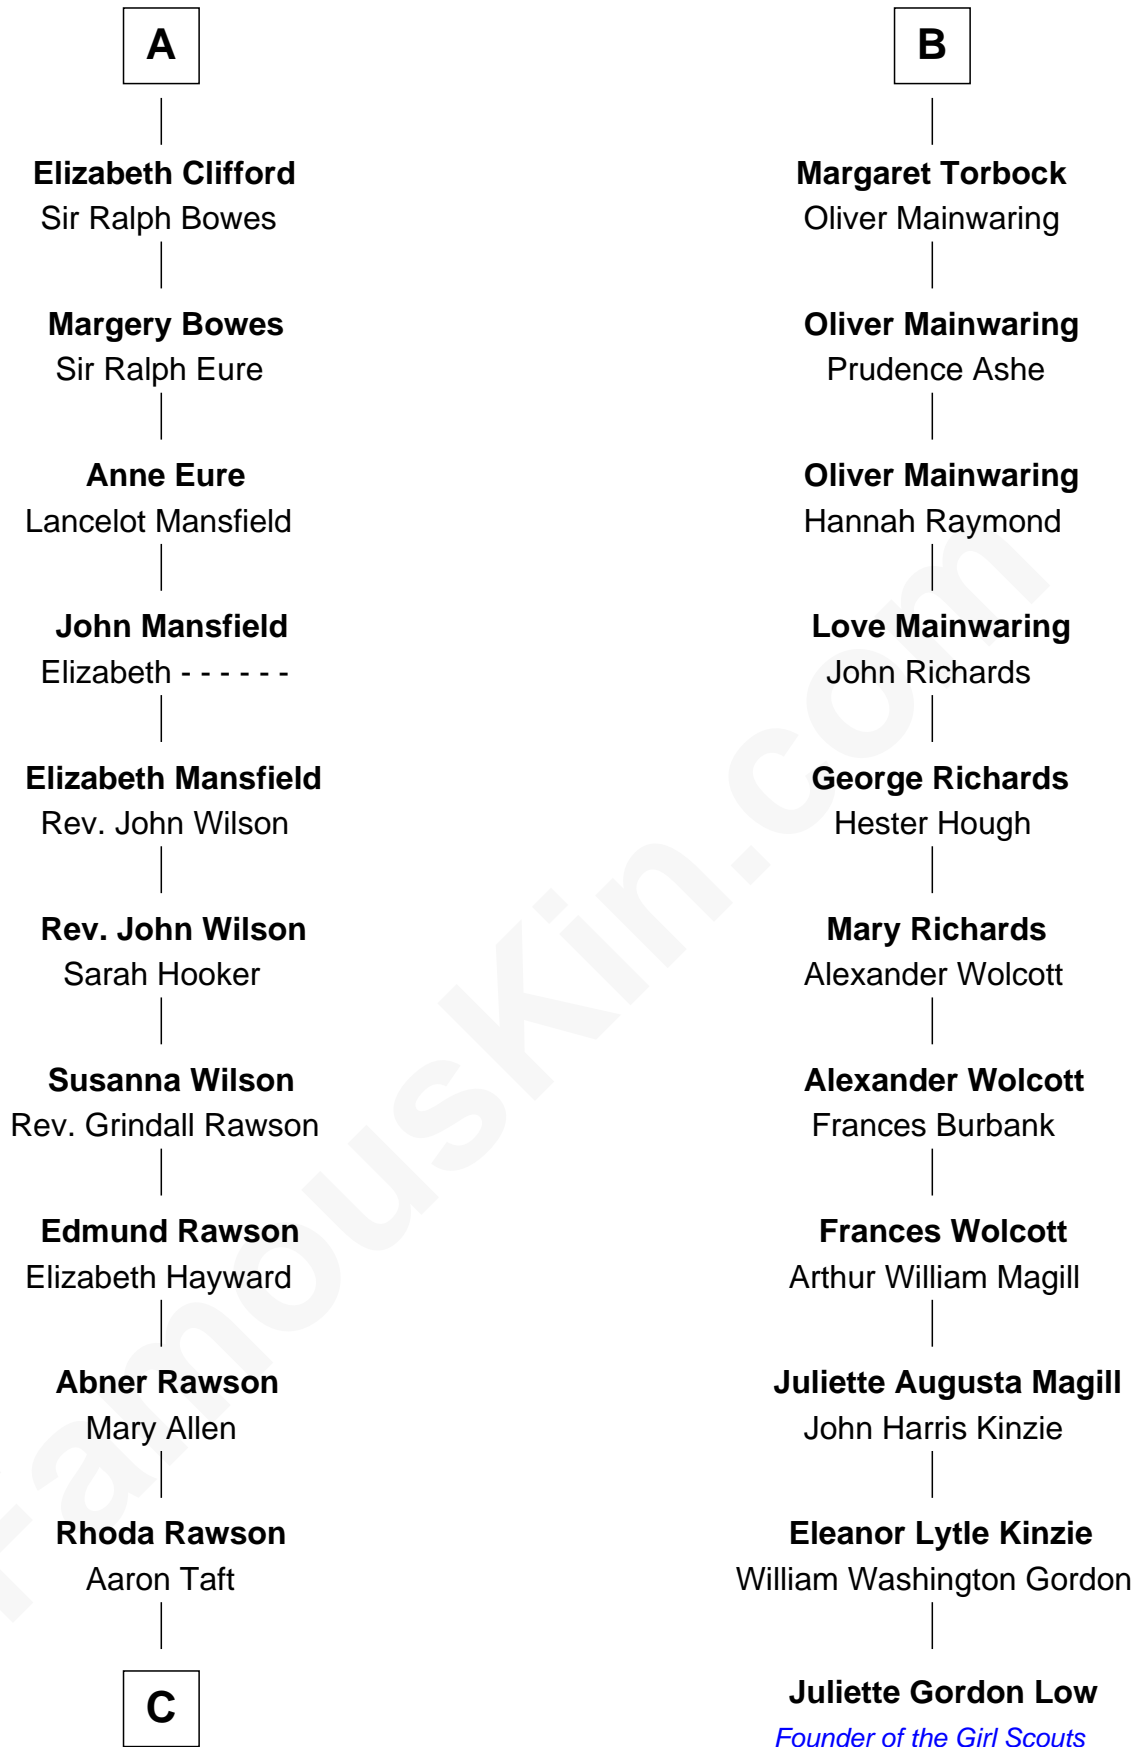 A
Elizabeth Clifford
Sir Ralph Bowes
Margery Bowes
Sir Ralph Eure
Anne Eure
Lancelot Mansfield
John Mansfield
Elizabeth - - - - - -
Elizabeth Mansfield
Rev. John Wilson
Rev. John Wilson
Sarah Hooker
Susanna Wilson
Rev. Grindall Rawson
Edmund Rawson
Elizabeth Hayward
Abner Rawson
Mary Allen
Rhoda Rawson
Aaron Taft
C
B
Margaret Torbock
Oliver Mainwaring
Oliver Mainwaring
Prudence Ashe
Oliver Mainwaring
Hannah Raymond
Love Mainwaring
John Richards
George Richards
Hester Hough
Mary Richards
Alexander Wolcott
Alexander Wolcott
Frances Burbank
Frances Wolcott
Arthur William Magill
Juliette Augusta Magill
John Harris Kinzie
Eleanor Lytle Kinzie
William Washington Gordon
Juliette Gordon Low
Founder of the Girl Scouts
FamousKin.com